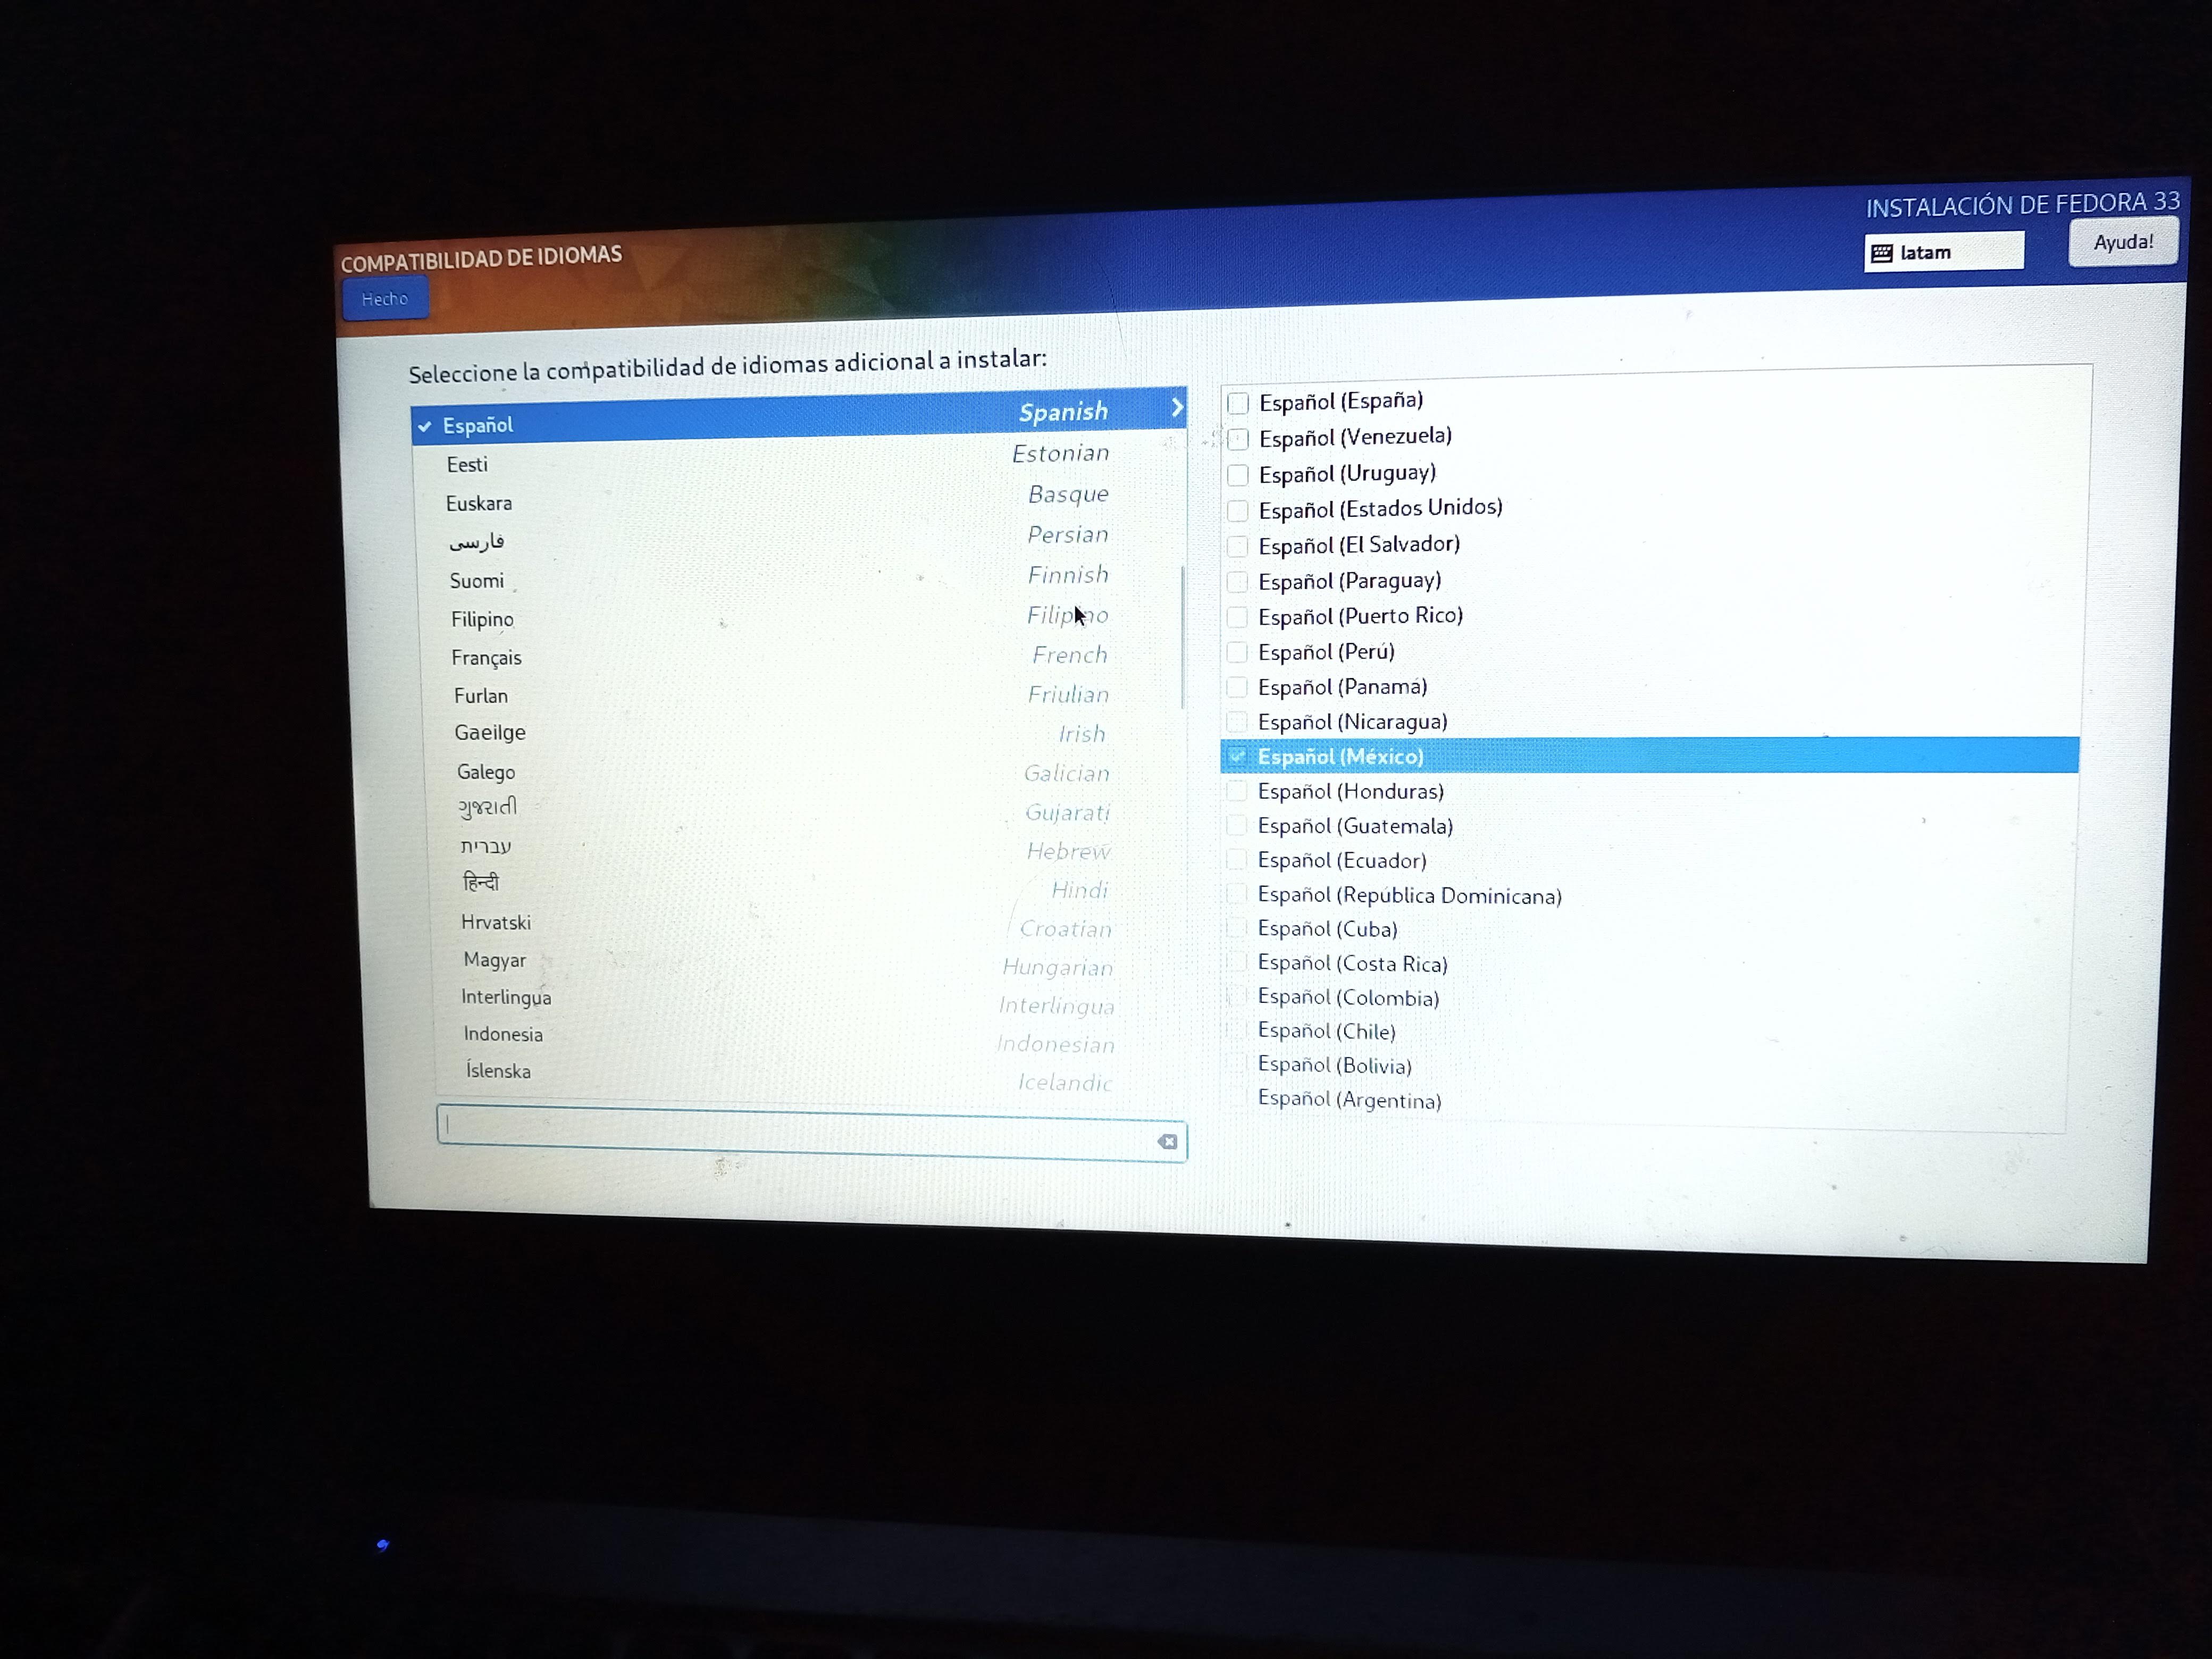 COMPATIBILIDAD DE IDIOMAS
INSTALACIÓN DE FEDORA 33
Hecho
latam
Ayuda!
Seleccione la compatibilidad de idiomas adicional a instalar:
Español Spanish
Eesti Estonian
Euskara Basque
فارسی Persian
Suomi Finnish
Filipino Filipino
Français French
Furlan Friulian
Gaeilge Irish
Galego Galician
ગુજરાતી Gujarati
עברית Hebrew
हिन्दी Hindi
Hrvatski Croatian
Magyar Hungarian
Interlingua Interlingua
Indonesia Indonesian
Íslenska Icelandic
Español (España)
Español (Venezuela)
Español (Uruguay)
Español (Estados Unidos)
Español (El Salvador)
Español (Paraguay)
Español (Puerto Rico)
Español (Perú)
Español (Panamá)
Español (Nicaragua)
Español (México)
Español (Honduras)
Español (Guatemala)
Español (Ecuador)
Español (República Dominicana)
Español (Cuba)
Español (Costa Rica)
Español (Colombia)
Español (Chile)
Español (Bolivia)
Español (Argentina)